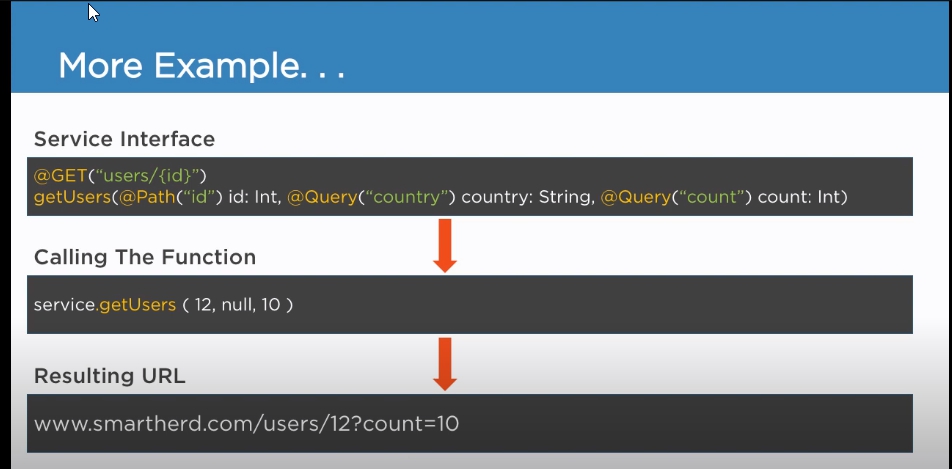 More Example. . .
Service Interface
@GET(“users/{id}”)
getUsers(@Path(“id”) id: Int, @Query(“country”) country: String, @Query(“count”) count: Int)
Calling The Function
service.getUsers ( 12, null, 10 )
Resulting URL
www.smartherd.com/users/12?count=10